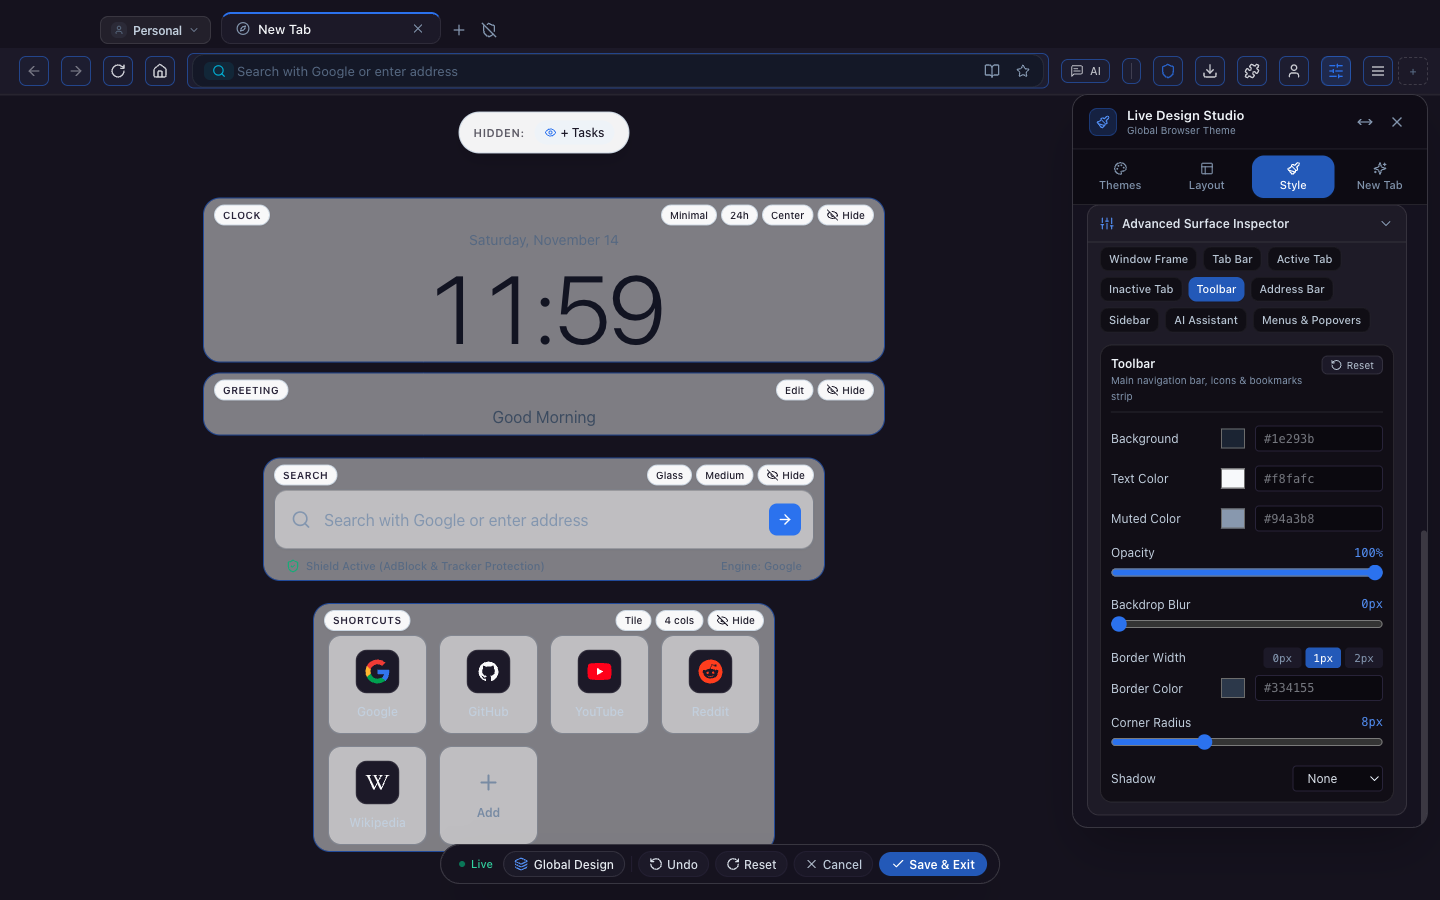 Personal
New Tab
Search with Google or enter address
AI
HIDDEN: + Tasks
CLOCK Minimal 24h Center Hide
Saturday, November 14
11:59
GREETING Edit Hide
Good Morning
SEARCH Glass Medium Hide
Search with Google or enter address
Shield Active (AdBlock & Tracker Protection) Engine: Google
SHORTCUTS Tile 4 cols Hide
Google GitHub YouTube Reddit
W
Wikipedia Add
Live Global Design Undo Reset Cancel Save & Exit
Live Design Studio
Global Browser Theme
Themes Layout Style New Tab
Advanced Surface Inspector
Window Frame Tab Bar Active Tab
Inactive Tab Toolbar Address Bar
Sidebar AI Assistant Menus & Popovers
Toolbar Reset
Main navigation bar, icons & bookmarks
strip
Background #1e293b
Text Color #f8fafc
Muted Color #94a3b8
Opacity 100%
Backdrop Blur 0px
Border Width 0px 1px 2px
Border Color #334155
Corner Radius 8px
Shadow None